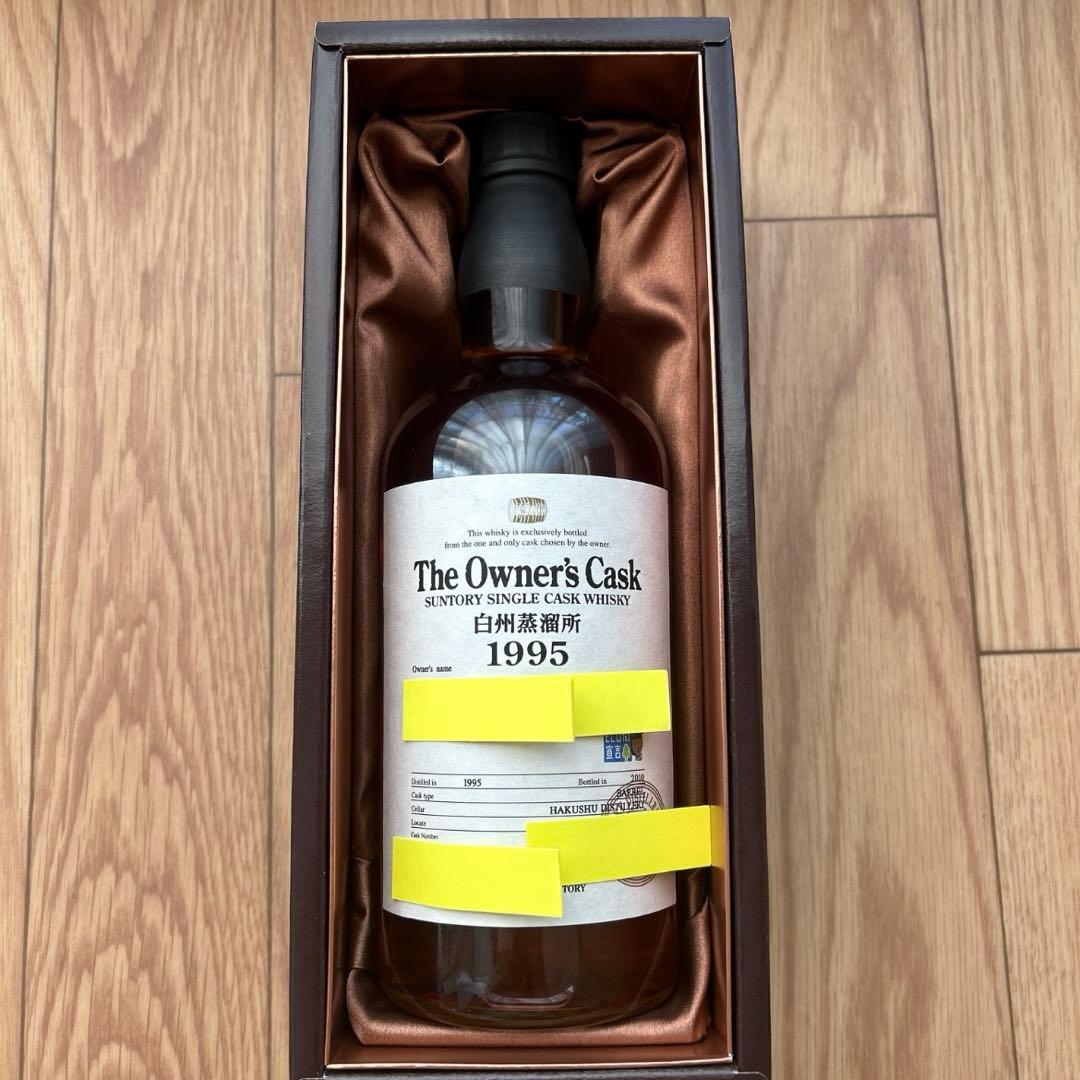 This whisky is exclusively bottled
from the one and only cask chosen by the owner.
The Owner's Cask
SUNTORY SINGLE CASK WHISKY
白州蒸溜所
1995
Owner's name
宣言
Distilled in 1995 Bottled in 2010
Cask type BARREL
Cellar HAKUSHU DISTILLERY
Locate
Cask Number
TORY